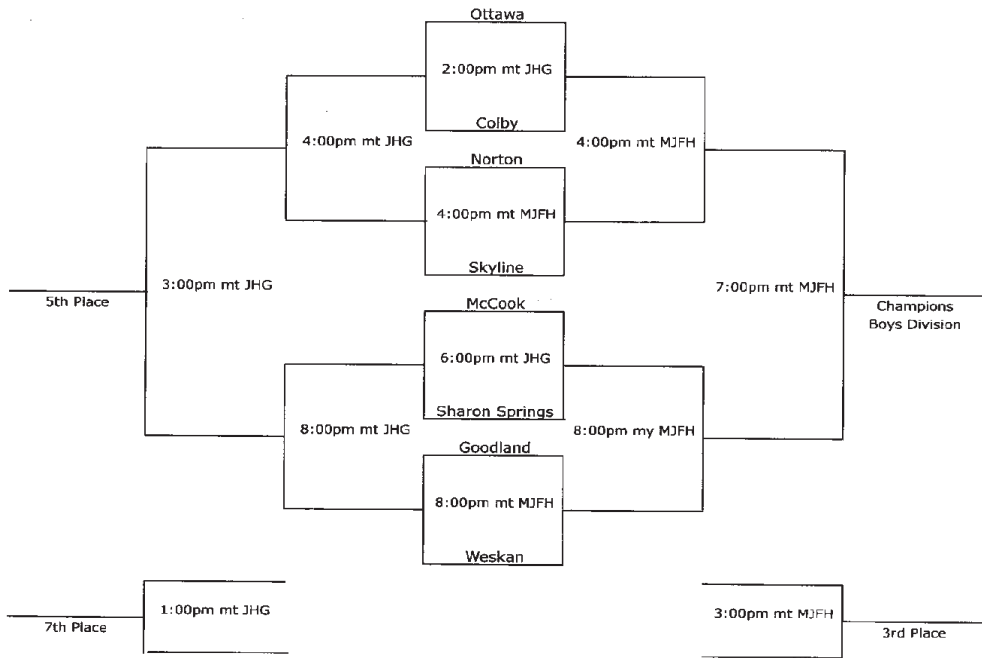 Ottawa
2:00pm mt JHG
Colby
4:00pm mt JHG
4:00pm mt MJFH
Norton
4:00pm mt MJFH
Skyline
3:00pm mt JHG
7:00pm mt MJFH
5th Place
McCook
Champions
Boys Division
6:00pm mt JHG
Sharon Springs
8:00pm mt JHG
8:00pm my MJFH
Goodland
8:00pm mt MJFH
Weskan
1:00pm mt JHG
3:00pm mt MJFH
7th Place
3rd Place